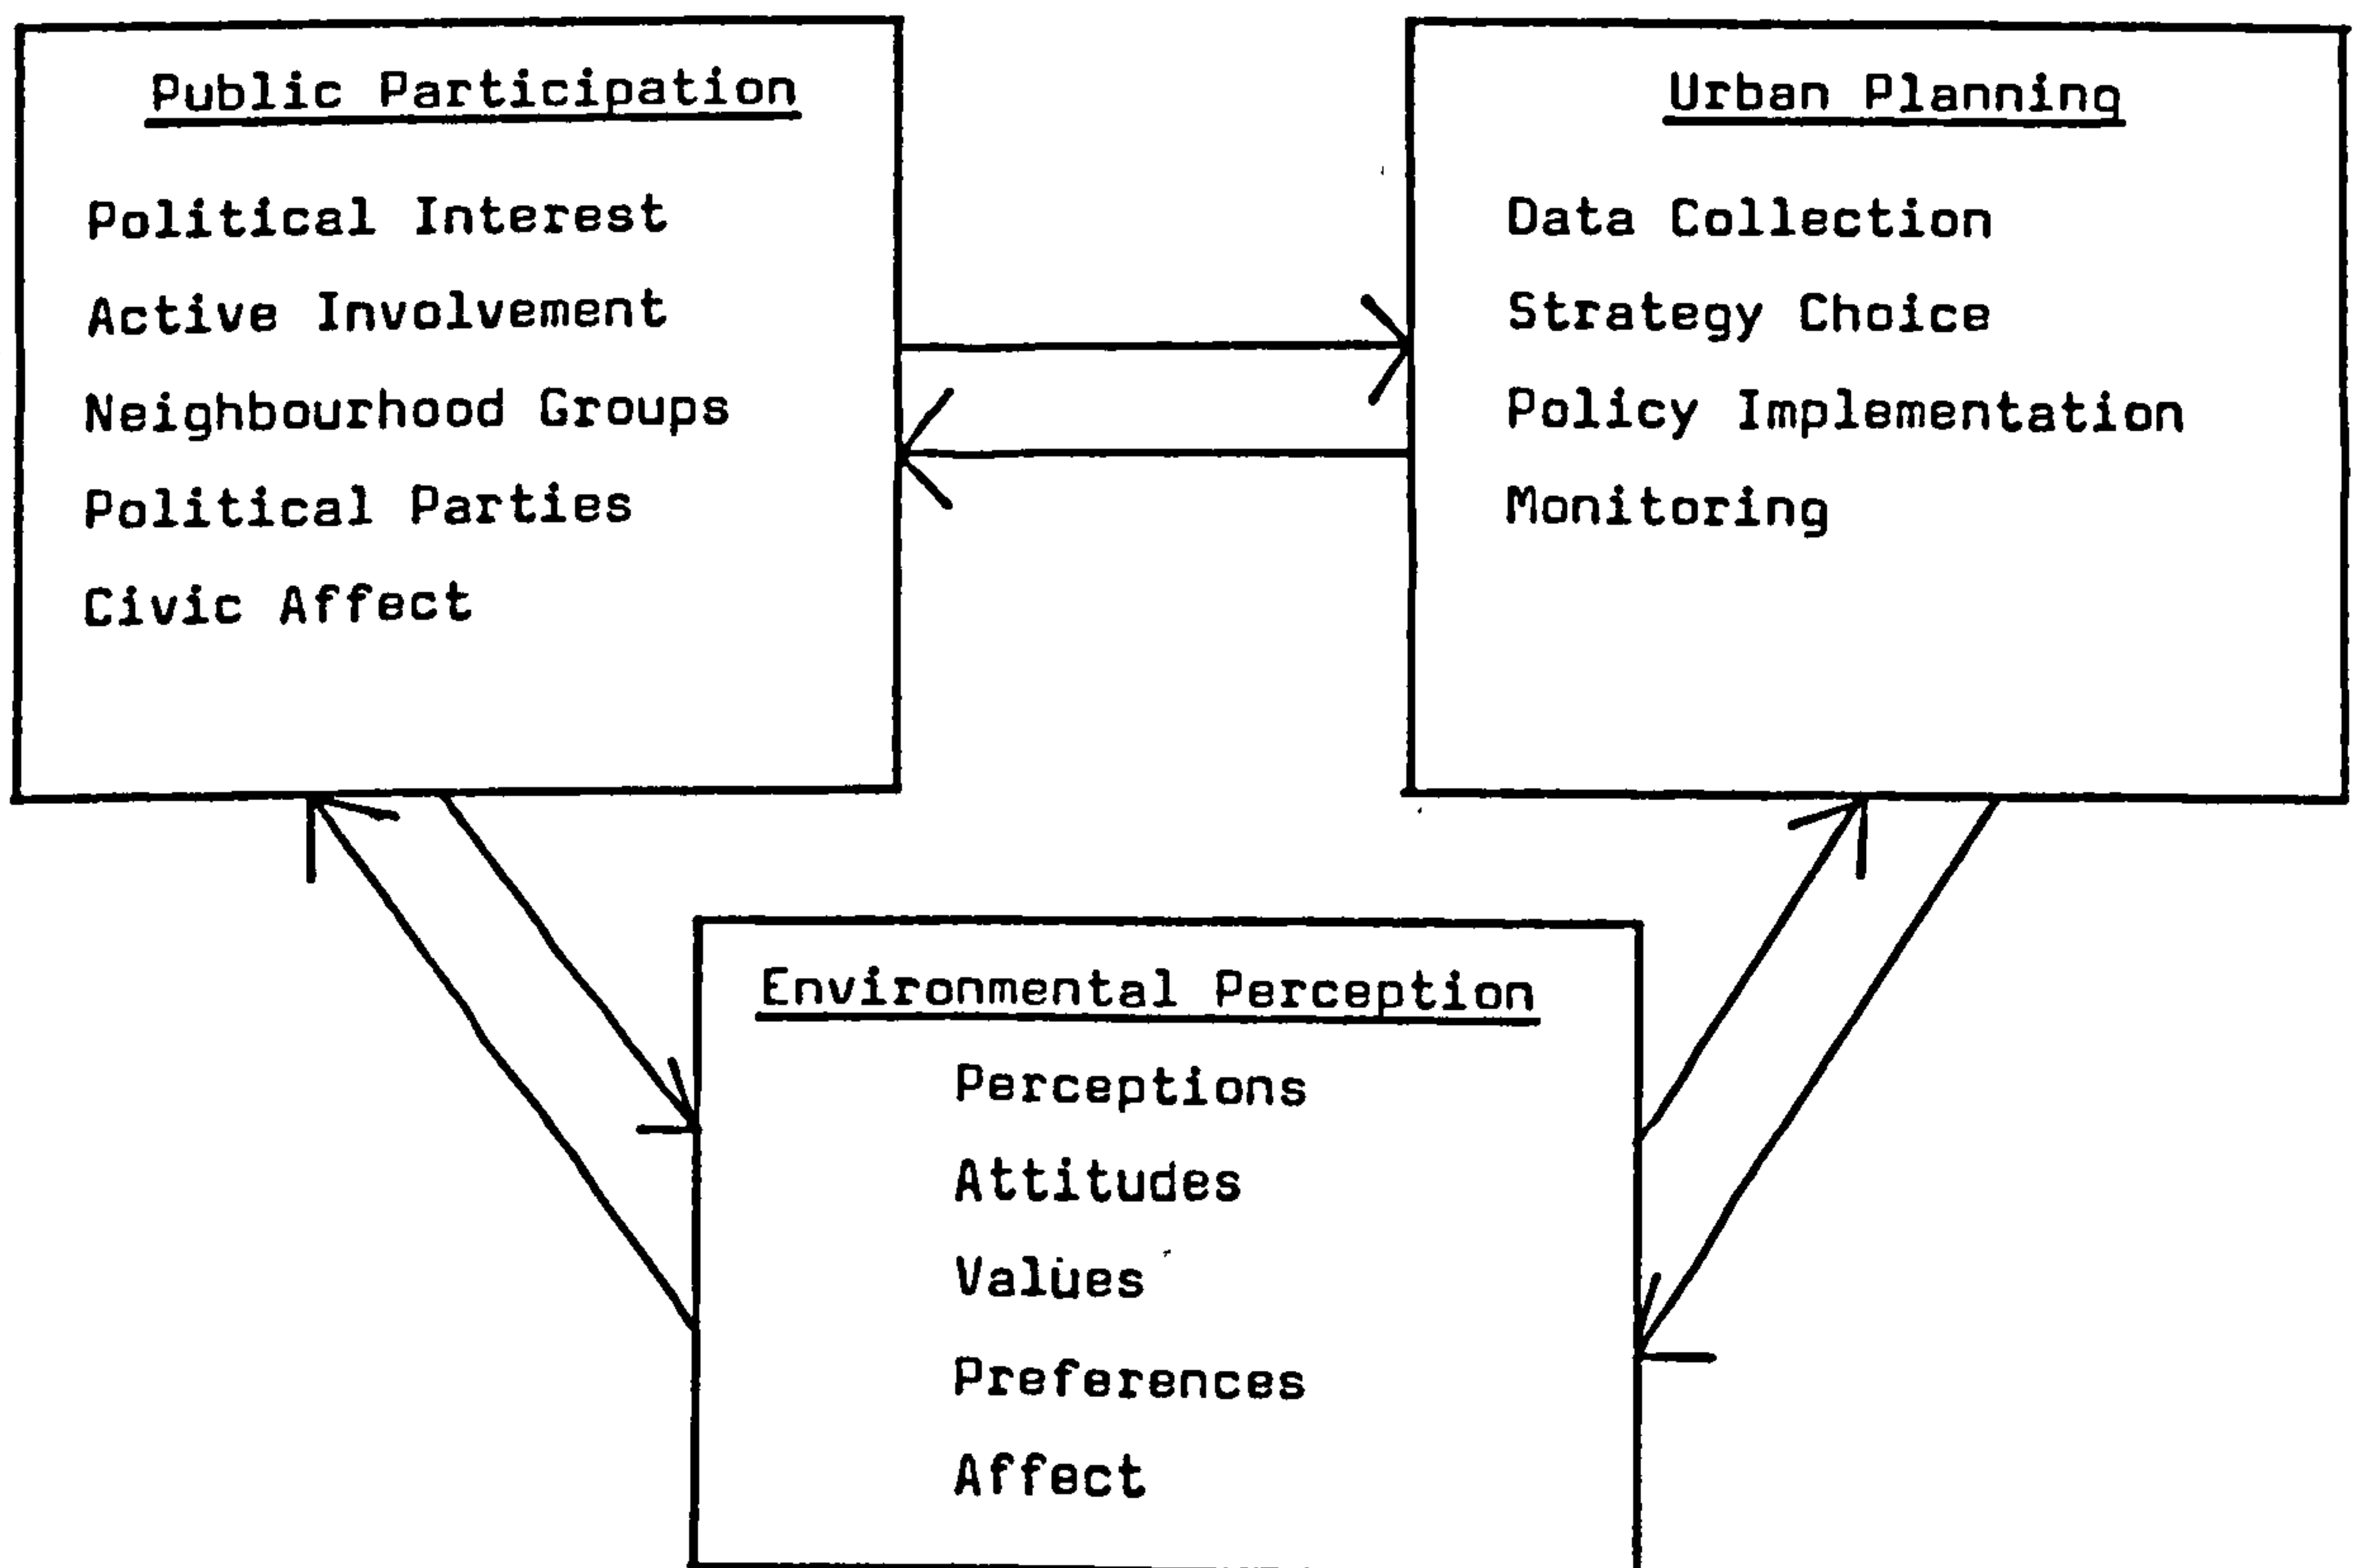 Public Participation
Political Interest
Active Involvement
Neighbourhood Groups
Political Parties
Civic Affect
Urban Planning
Data Collection
Strategy Choice
Policy Implementation
Monitoring
Environmental Perception
Perceptions
Attitudes
Values
Preferences
Affect